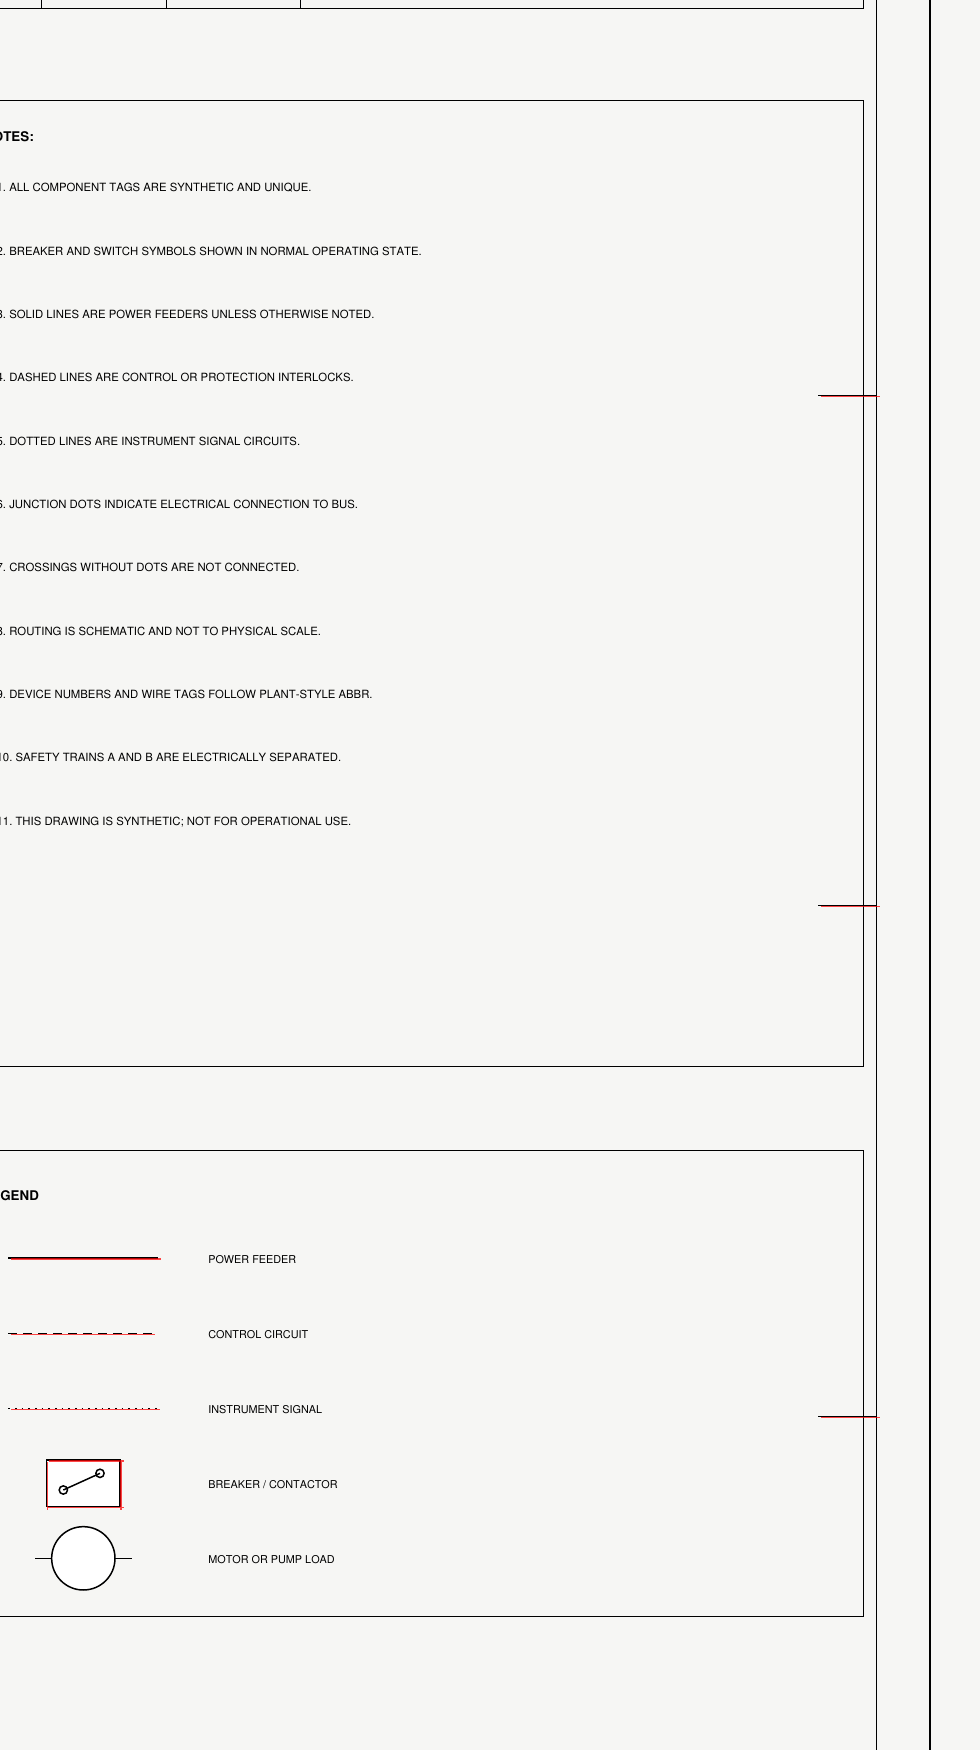 OTES:
1. ALL COMPONENT TAGS ARE SYNTHETIC AND UNIQUE.
2. BREAKER AND SWITCH SYMBOLS SHOWN IN NORMAL OPERATING STATE.
3. SOLID LINES ARE POWER FEEDERS UNLESS OTHERWISE NOTED.
4. DASHED LINES ARE CONTROL OR PROTECTION INTERLOCKS.
5. DOTTED LINES ARE INSTRUMENT SIGNAL CIRCUITS.
6. JUNCTION DOTS INDICATE ELECTRICAL CONNECTION TO BUS.
7. CROSSINGS WITHOUT DOTS ARE NOT CONNECTED.
8. ROUTING IS SCHEMATIC AND NOT TO PHYSICAL SCALE.
9. DEVICE NUMBERS AND WIRE TAGS FOLLOW PLANT-STYLE ABBR.
10. SAFETY TRAINS A AND B ARE ELECTRICALLY SEPARATED.
11. THIS DRAWING IS SYNTHETIC; NOT FOR OPERATIONAL USE.
GEND
POWER FEEDER
CONTROL CIRCUIT
INSTRUMENT SIGNAL
BREAKER / CONTACTOR
MOTOR OR PUMP LOAD